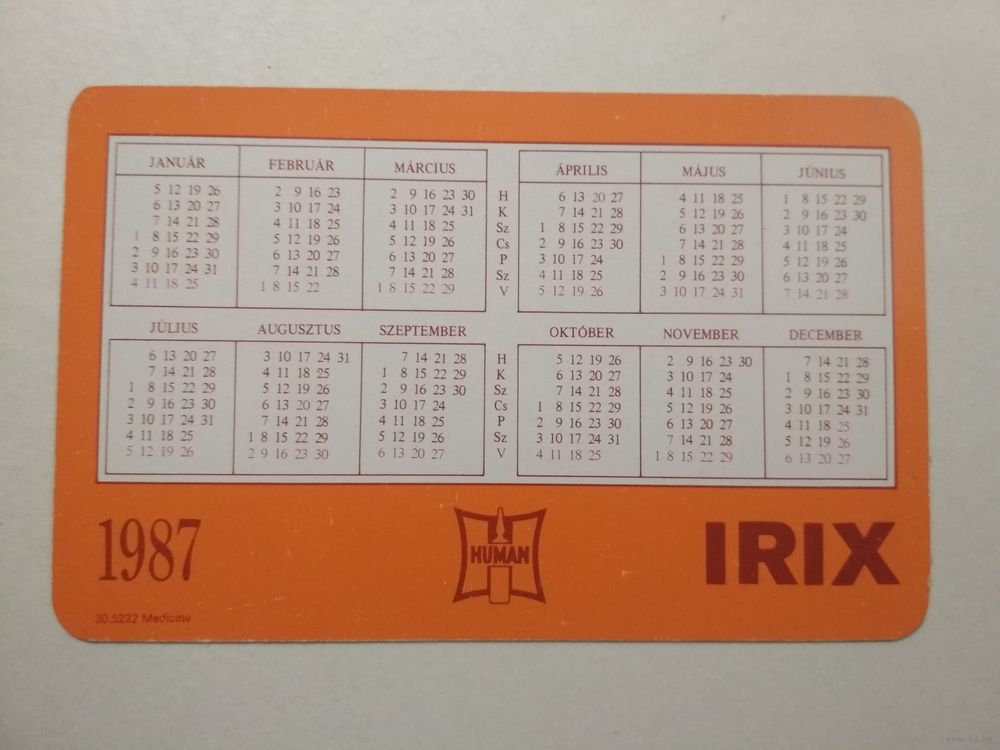 JANUÁR FEBRUÁR MÁRCIUS ÁPRILIS MÁJUS JÚNIUS
5 12 19 26 2 9 16 23 2 9 16 23 30 H 6 13 20 27 4 11 18 25 1 8 15 22 29
6 13 20 27 3 10 17 24 3 10 17 24 31 K 7 14 21 28 5 12 19 26 2 9 16 23 30
7 14 21 28 4 11 18 25 4 11 18 25 Sz 1 8 15 22 29 6 13 20 27 3 10 17 24
1 8 15 22 29 5 12 19 26 5 12 19 26 Cs 2 9 16 23 30 7 14 21 28 4 11 18 25
2 9 16 23 30 6 13 20 27 6 13 20 27 P 3 10 17 24 1 8 15 22 29 5 12 19 26
3 10 17 24 31 7 14 21 28 7 14 21 28 Sz 4 11 18 25 2 9 16 23 30 6 13 20 27
4 11 18 25 1 8 15 22 1 8 15 22 29 V 5 12 19 26 3 10 17 24 31 7 14 21 28
JÚLIUS AUGUSZTUS SZEPTEMBER OKTÓBER NOVEMBER DECEMBER
6 13 20 27 3 10 17 24 31 7 14 21 28 H 5 12 19 26 2 9 16 23 30 7 14 21 28
7 14 21 28 4 11 18 25 1 8 15 22 29 K 6 13 20 27 3 10 17 24 1 8 15 22 29
1 8 15 22 29 5 12 19 26 2 9 16 23 30 Sz 7 14 21 28 4 11 18 25 2 9 16 23 30
2 9 16 23 30 6 13 20 27 3 10 17 24 Cs 1 8 15 22 29 5 12 19 26 3 10 17 24 31
3 10 17 24 31 7 14 21 28 4 11 18 25 P 2 9 16 23 30 6 13 20 27 4 11 18 25
4 11 18 25 1 8 15 22 29 5 12 19 26 Sz 3 10 17 24 31 7 14 21 28 5 12 19 26
5 12 19 26 2 9 16 23 30 6 13 20 27 V 4 11 18 25 1 8 15 22 29 6 13 20 27
1987 HUMAN IRIX
30.5232 Medicina